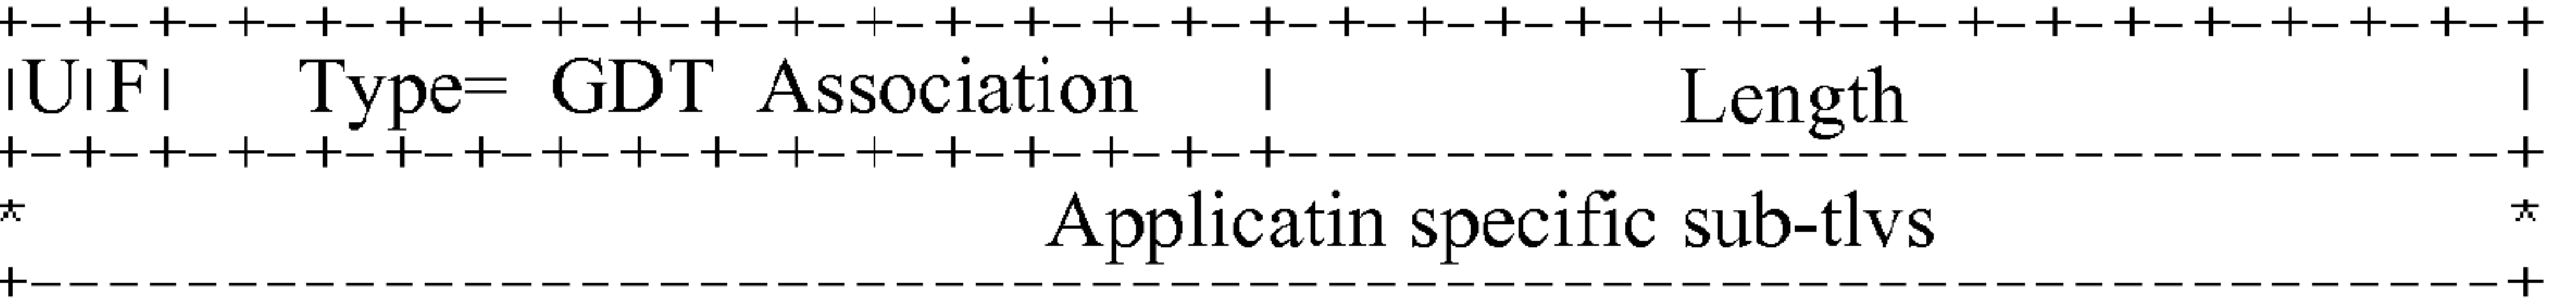 +-+-+-+-+-+-+-+-+-+-+-+-+-+-+-+-+-+-+-+-+-+-+-+-+-+-+-+-+-+-+-+-+
|U|F| Type= GDT Association | Length |
+-+-+-+-+-+-+-+-+-+-+-+-+-+-+-+-+-------------------------------+
* Applicatin specific sub-tlvs *
+---------------------------------------------------------------+